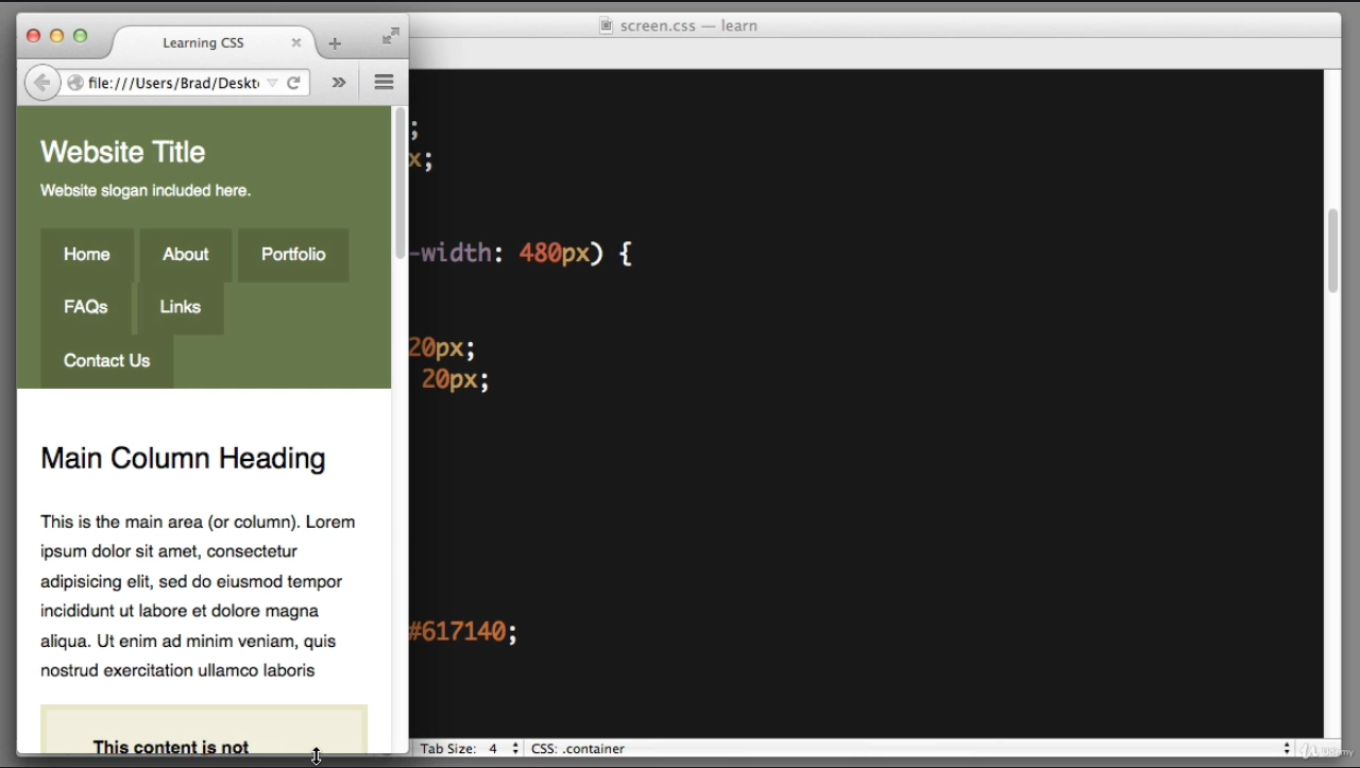 screen.css — learn
Learning CSS
file:///Users/Brad/Deskt
Website Title
Website slogan included here.
Home About Portfolio
FAQs Links
Contact Us
Main Column Heading
This is the main area (or column). Lorem
ipsum dolor sit amet, consectetur
adipisicing elit, sed do eiusmod tempor
incididunt ut labore et dolore magna
aliqua. Ut enim ad minim veniam, quis
nostrud exercitation ullamco laboris
This content is not
;
x;
-width: 480px) {
20px;
20px;
#617140;
Tab Size: 4 CSS: .container
Udemy